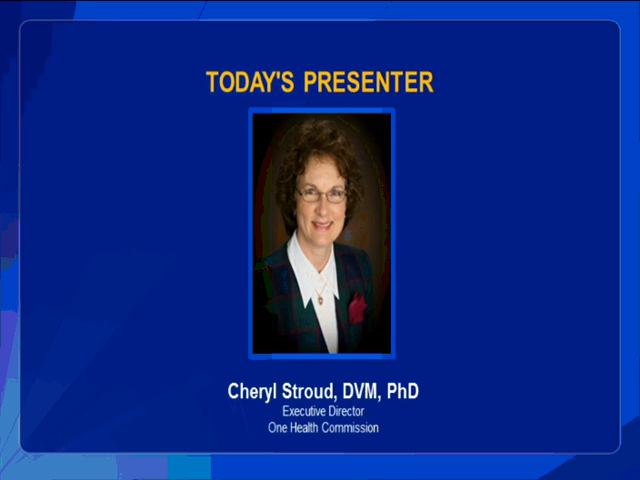 TODAY'S PRESENTER
Cheryl Stroud, DVM, PhD
Executive Director
One Health Commission